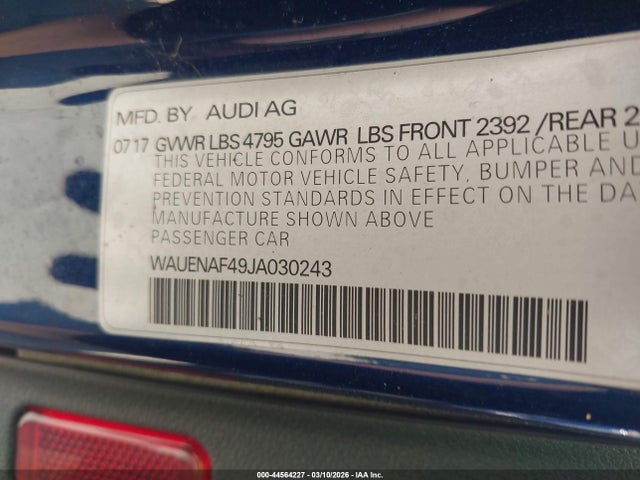 MFD. BY AUDI AG
07 17 GVWR LBS 4795 GAWR LBS FRONT 2392 /REAR 2
THIS VEHICLE CONFORMS TO ALL APPLICABLE U
FEDERAL MOTOR VEHICLE SAFETY, BUMPER AND
PREVENTION STANDARDS IN EFFECT ON THE DA
MANUFACTURE SHOWN ABOVE
PASSENGER CAR
WAUENAF49JA030243
000-44564227 - 03/10/2026 - IAA Inc.